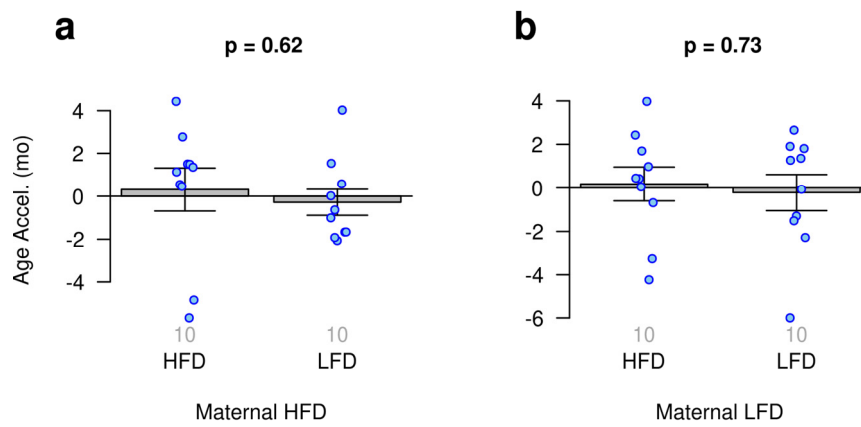 a
p = 0.62
Age Accel. (mo)
4
2
0
-2
-4
10
10
HFD
LFD
Maternal HFD
b
p = 0.73
4
2
0
-2
-4
-6
10
10
HFD
LFD
Maternal LFD